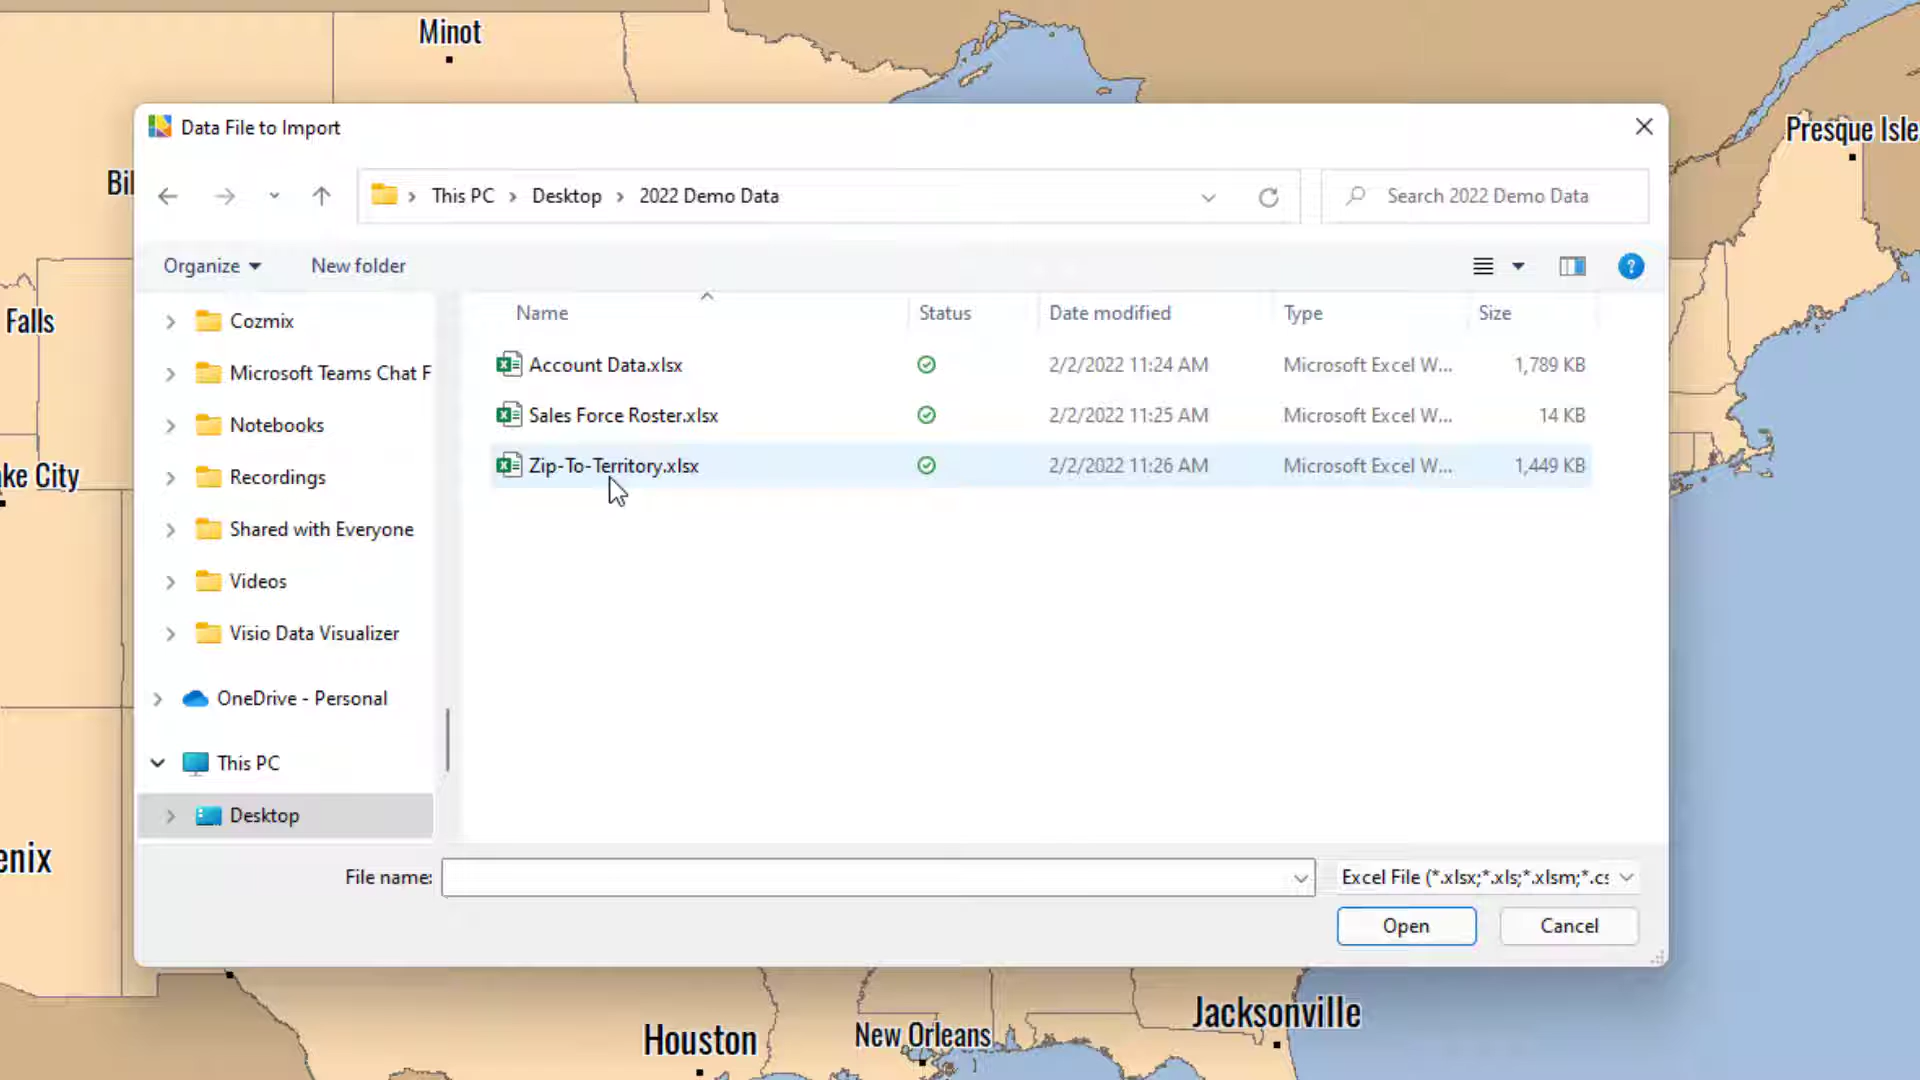 Minot
Presque Isle
Bil
Falls
ke City
enix
Data File to Import
This PC
Desktop
2022 Demo Data
Search 2022 Demo Data
Organize
New folder
?
Cozmix
Microsoft Teams Chat F
Notebooks
Recordings
Shared with Everyone
Videos
Visio Data Visualizer
OneDrive - Personal
This PC
Desktop
Name Status Date modified Type Size
Account Data.xlsx 2/2/2022 11:24 AM Microsoft Excel W... 1,789 KB
Sales Force Roster.xlsx 2/2/2022 11:25 AM Microsoft Excel W... 14 KB
Zip-To-Territory.xlsx 2/2/2022 11:26 AM Microsoft Excel W... 1,449 KB
File name:
Excel File (*.xlsx;*.xls;*.xlsm;*.cs
Open
Cancel
Jacksonville
Houston
New Orleans